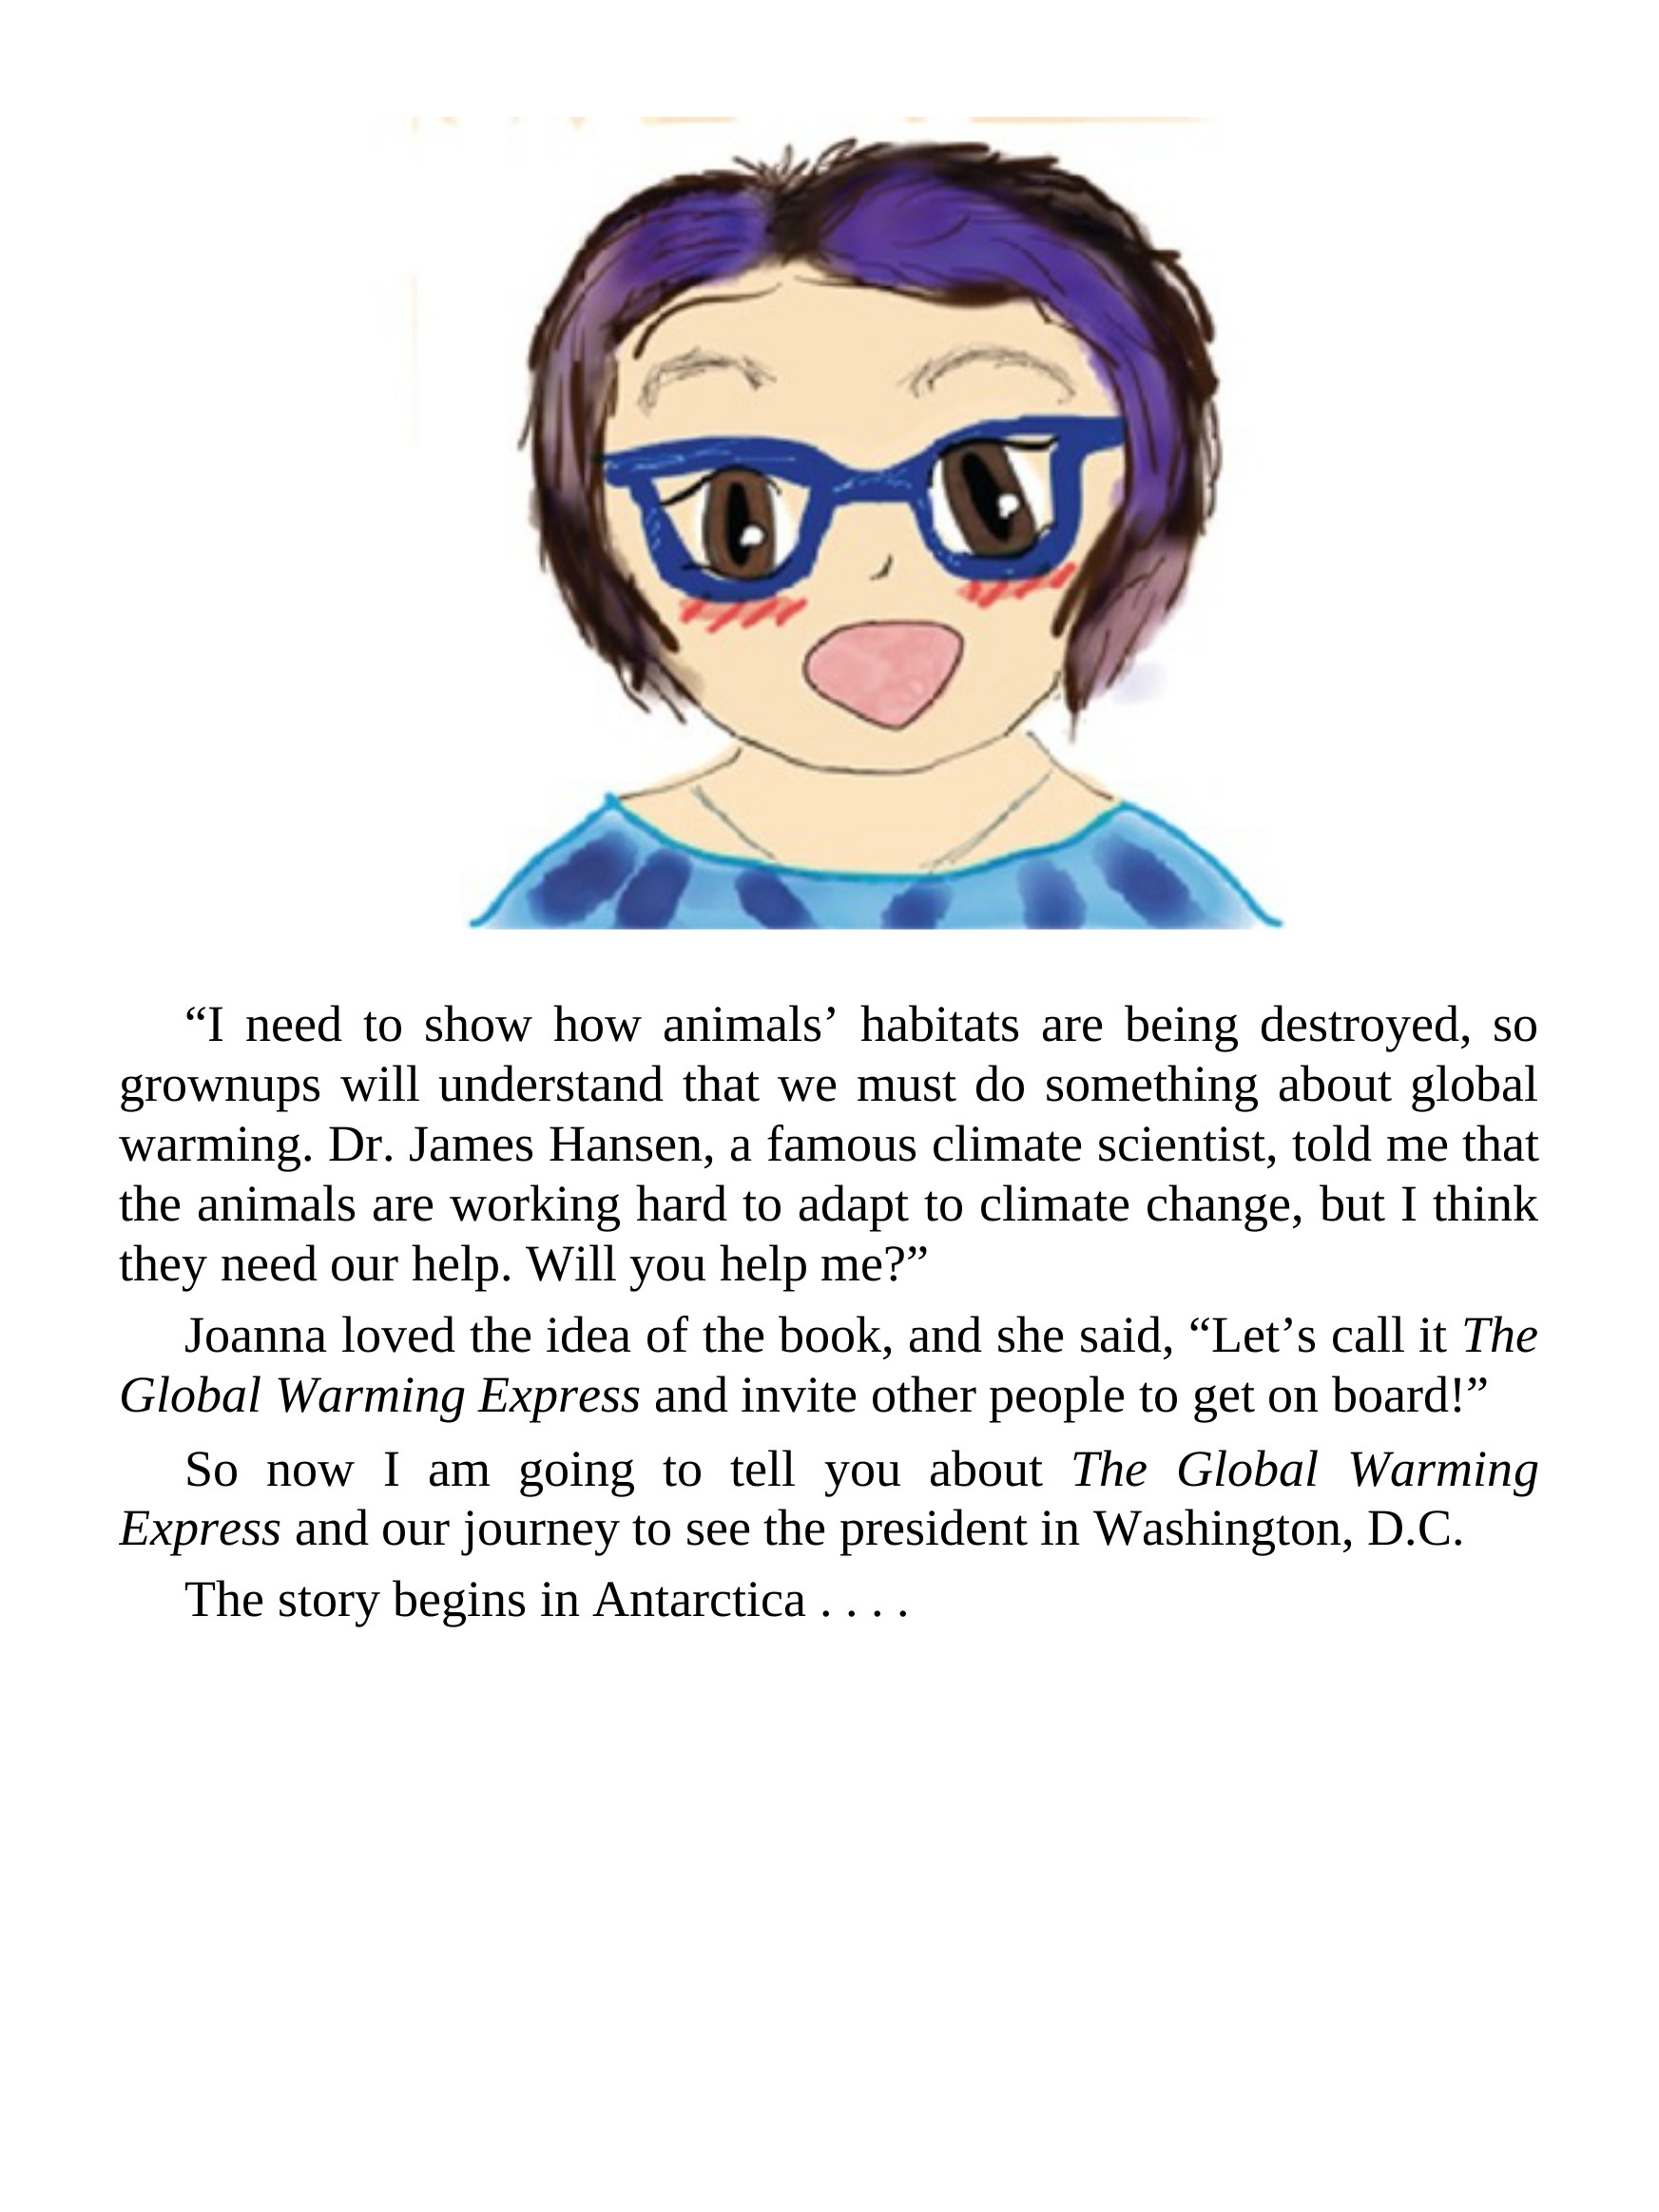 “I need to show how animals’ habitats are being destroyed, so
grownups will understand that we must do something about global
warming. Dr. James Hansen, a famous climate scientist, told me that
the animals are working hard to adapt to climate change, but I think
they need our help. Will you help me?”
Joanna loved the idea of the book, and she said, “Let’s call it The
Global Warming Express and invite other people to get on board!”
So now I am going to tell you about The Global Warming
Express and our journey to see the president in Washington, D.C.
The story begins in Antarctica . . . .